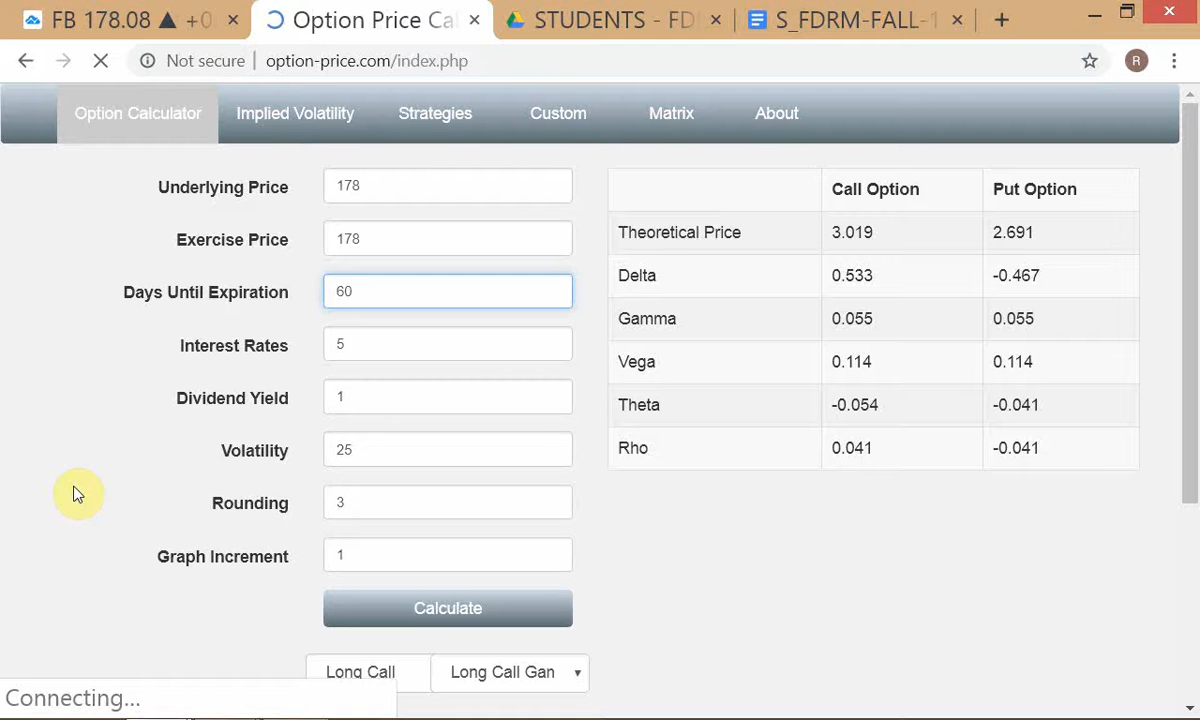 FB 178.08 ▲ +0
Option Price Ca
STUDENTS - FD
S_FDRM-FALL-1
Not secure | option-price.com/index.php
R
Option Calculator Implied Volatility Strategies Custom Matrix About
Underlying Price 178
Exercise Price 178
Days Until Expiration 60
Interest Rates 5
Dividend Yield 1
Volatility 25
Rounding 3
Graph Increment 1
Calculate
Long Call Long Call Gan
Call Option Put Option
Theoretical Price 3.019 2.691
Delta 0.533 -0.467
Gamma 0.055 0.055
Vega 0.114 0.114
Theta -0.054 -0.041
Rho 0.041 -0.041
Connecting...